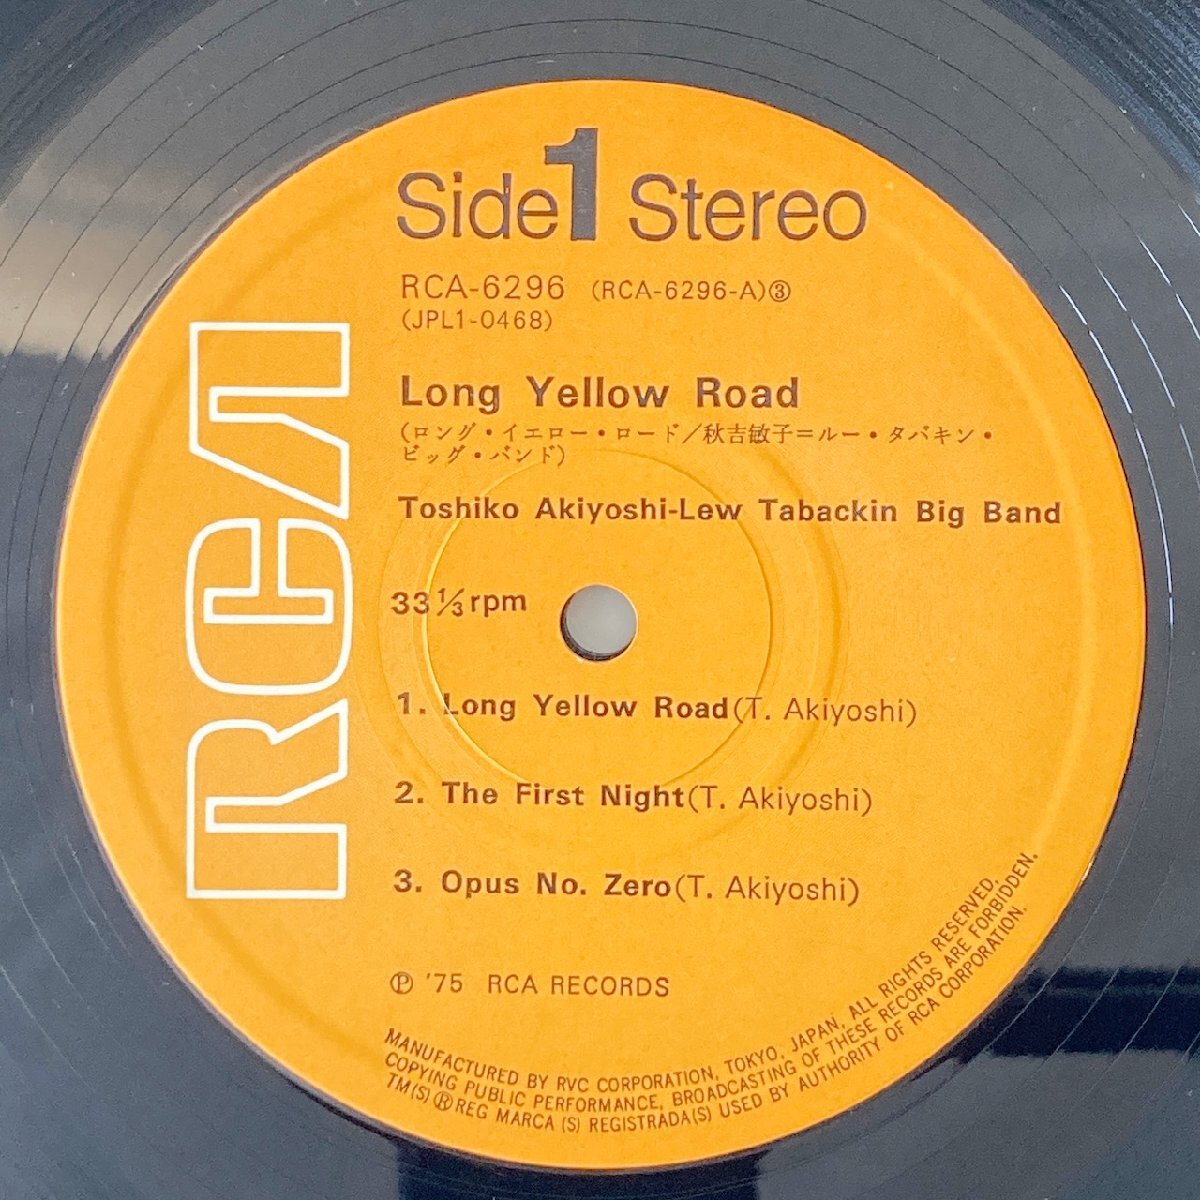 Side 1 Stereo
RCA-6296 (RCA-6296-A)③
(JPL1-0468)
RCA
Long Yellow Road
(ロング・イエロー・ロード／秋吉敏子＝ルー・タバキン・
ビッグ・バンド)
Toshiko Akiyoshi-Lew Tabackin Big Band
33 1/3 rpm
1. Long Yellow Road(T. Akiyoshi)
2. The First Night(T. Akiyoshi)
3. Opus No. Zero(T. Akiyoshi)
℗ '75 RCA RECORDS
MANUFACTURED BY RVC CORPORATION, TOKYO, JAPAN, ALL RIGHTS RESERVED.
COPYING PUBLIC PERFORMANCE, BROADCASTING OF THESE RECORDS ARE FORBIDDEN.
TM(S) ® REG MARCA (S) REGISTRADA(S) USED BY AUTHORITY OF RCA CORPORATION.